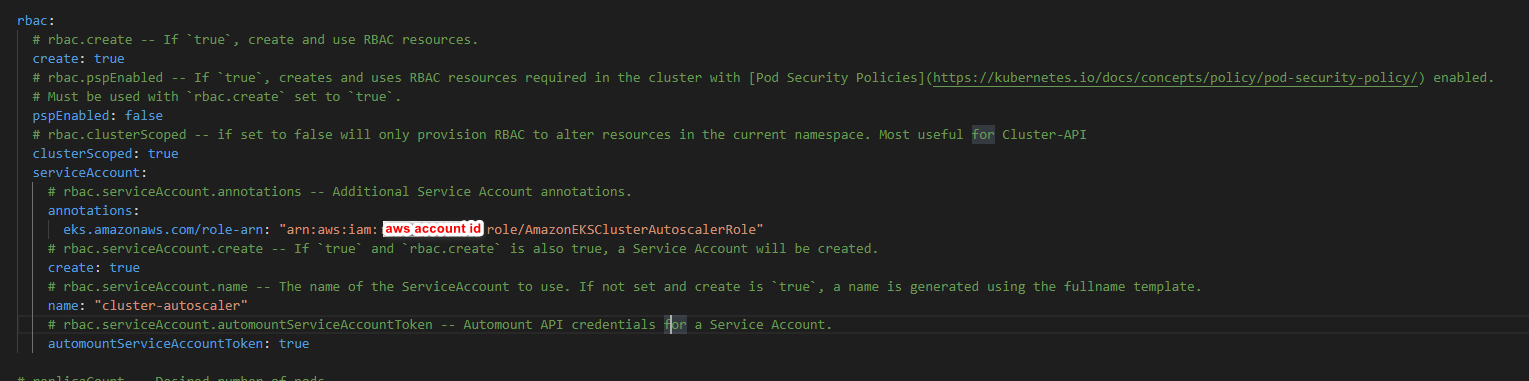 rbac:
# rbac.create -- If `true`, create and use RBAC resources.
create: true
# rbac.pspEnabled -- If `true`, creates and uses RBAC resources required in the cluster with [Pod Security Policies](https://kubernetes.io/docs/concepts/policy/pod-security-policy/) enabled.
# Must be used with `rbac.create` set to `true`.
pspEnabled: false
# rbac.clusterScoped -- if set to false will only provision RBAC to alter resources in the current namespace. Most useful for Cluster-API
clusterScoped: true
serviceAccount:
# rbac.serviceAccount.annotations -- Additional Service Account annotations.
annotations:
eks.amazonaws.com/role-arn: "arn:aws:iam: aws account id role/AmazonEKSClusterAutoscalerRole"
# rbac.serviceAccount.create -- If `true` and `rbac.create` is also true, a Service Account will be created.
create: true
# rbac.serviceAccount.name -- The name of the ServiceAccount to use. If not set and create is `true`, a name is generated using the fullname template.
name: "cluster-autoscaler"
# rbac.serviceAccount.automountServiceAccountToken -- Automount API credentials for a Service Account.
automountServiceAccountToken: true
# replicaCount -- Desired number of pods